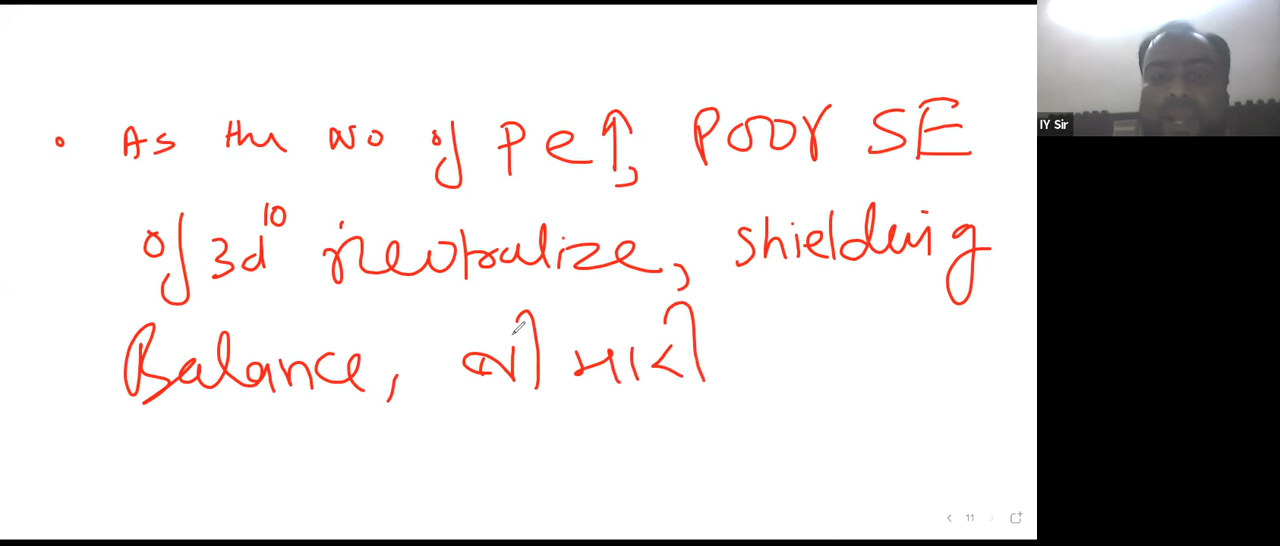 • As the No of Pe↑, Poor SE
of 3d¹⁰ neutralize, shielding
Balance,
IY Sir
11